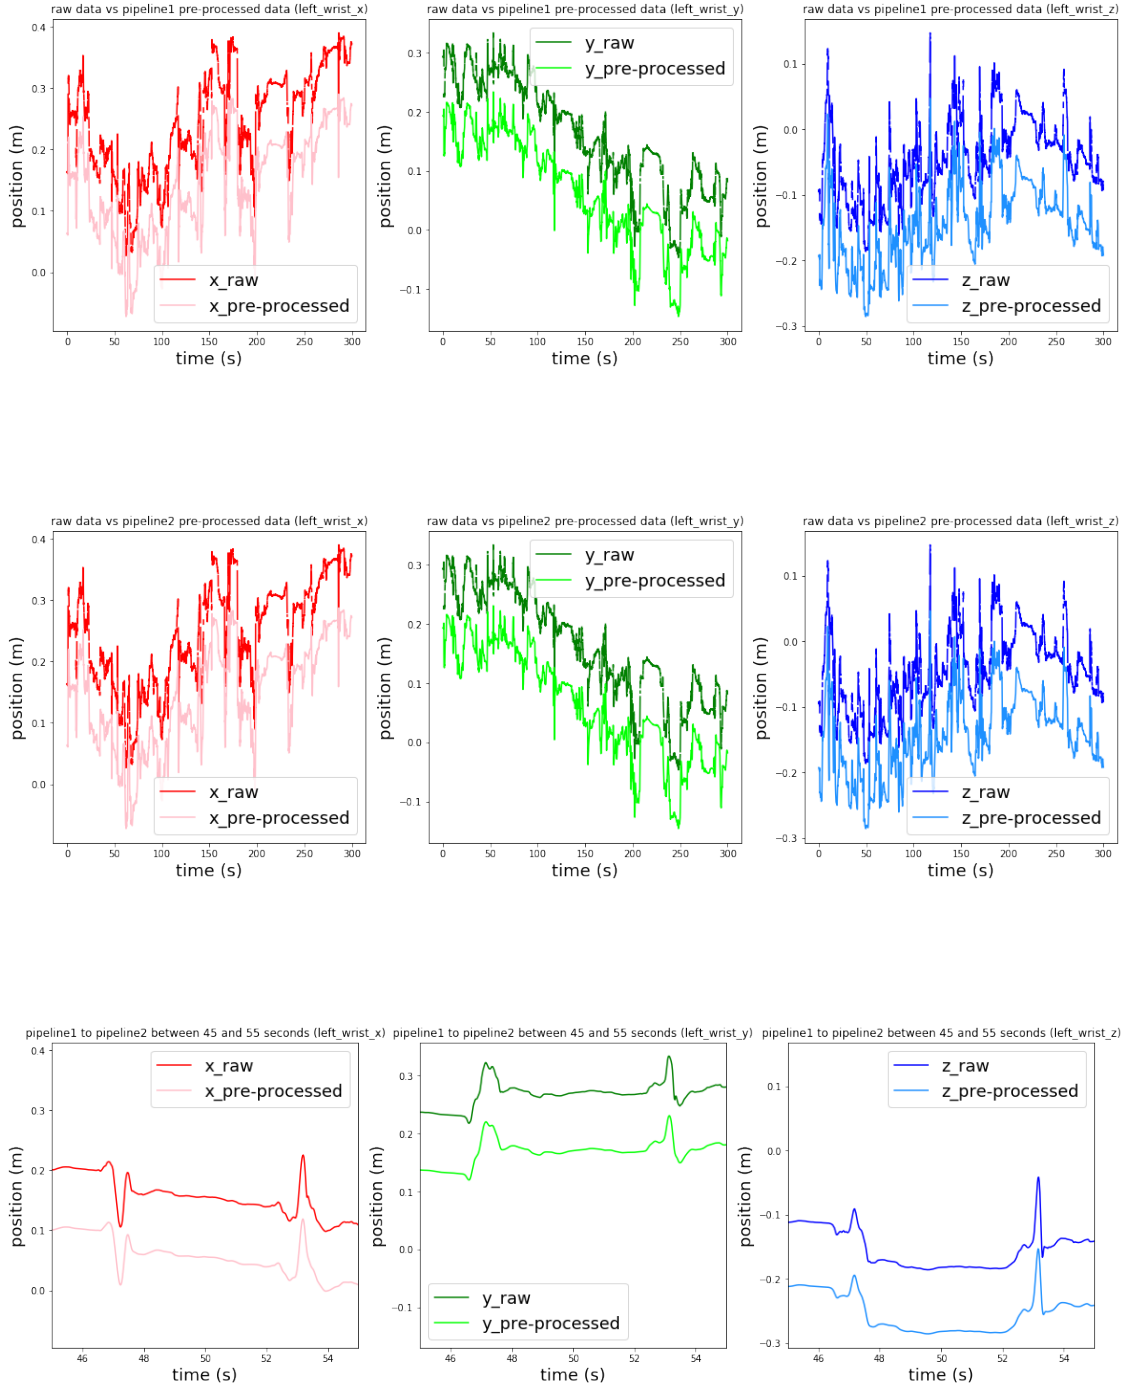 raw data vs pipeline1 pre-processed data (left_wrist_x)
0.4
0.3
0.2
0.1
0.0
position (m)
x_raw
x_pre-processed
0 50 100 150 200 250 300
time (s)
raw data vs pipeline1 pre-processed data (left_wrist_y)
0.3
0.2
0.1
0.0
−0.1
position (m)
y_raw
y_pre-processed
0 50 100 150 200 250 300
time (s)
raw data vs pipeline1 pre-processed data (left_wrist_z)
0.1
0.0
−0.1
−0.2
−0.3
position (m)
z_raw
z_pre-processed
0 50 100 150 200 250 300
time (s)
raw data vs pipeline2 pre-processed data (left_wrist_x)
0.4
0.3
0.2
0.1
0.0
position (m)
x_raw
x_pre-processed
0 50 100 150 200 250 300
time (s)
raw data vs pipeline2 pre-processed data (left_wrist_y)
0.3
0.2
0.1
0.0
−0.1
position (m)
y_raw
y_pre-processed
0 50 100 150 200 250 300
time (s)
raw data vs pipeline2 pre-processed data (left_wrist_z)
0.1
0.0
−0.1
−0.2
−0.3
position (m)
z_raw
z_pre-processed
0 50 100 150 200 250 300
time (s)
pipeline1 to pipeline2 between 45 and 55 seconds (left_wrist_x)
0.4
0.3
0.2
0.1
0.0
position (m)
x_raw
x_pre-processed
46 48 50 52 54
time (s)
pipeline1 to pipeline2 between 45 and 55 seconds (left_wrist_y)
0.3
0.2
0.1
0.0
−0.1
position (m)
y_raw
y_pre-processed
46 48 50 52 54
time (s)
pipeline1 to pipeline2 between 45 and 55 seconds (left_wrist_z)
0.1
0.0
−0.1
−0.2
−0.3
position (m)
z_raw
z_pre-processed
46 48 50 52 54
time (s)